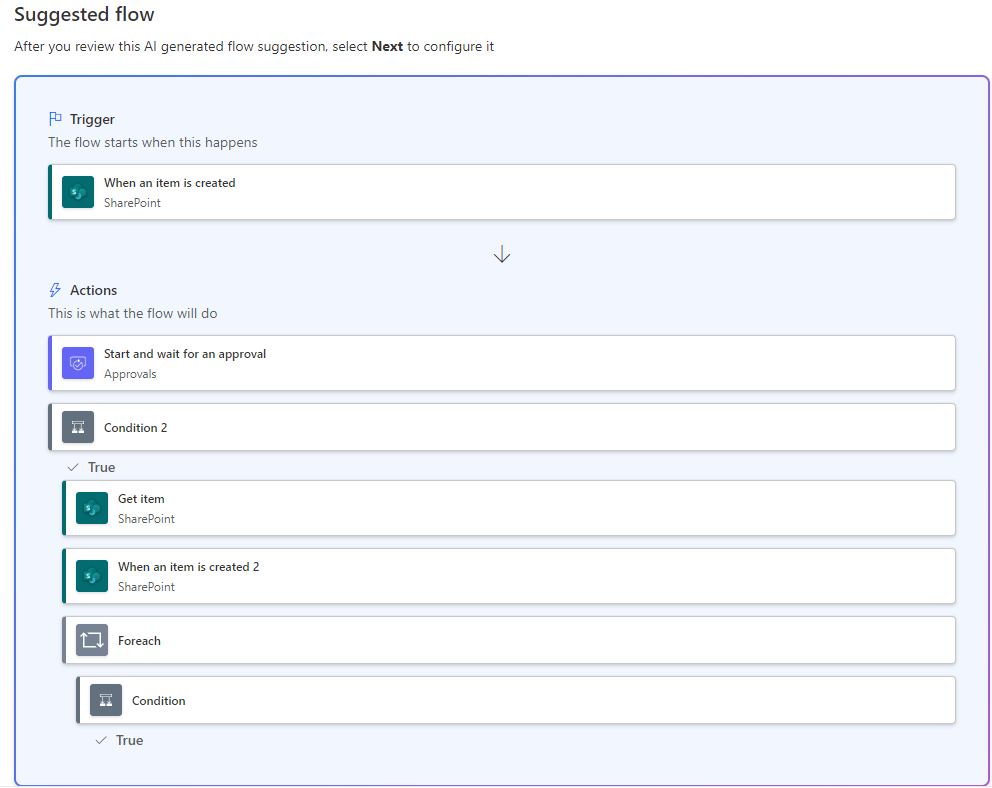 Suggested flow
After you review this AI generated flow suggestion, select Next to configure it
Trigger
The flow starts when this happens
When an item is created
SharePoint
Actions
This is what the flow will do
Start and wait for an approval
Approvals
Condition 2
True
Get item
SharePoint
When an item is created 2
SharePoint
Foreach
Condition
True